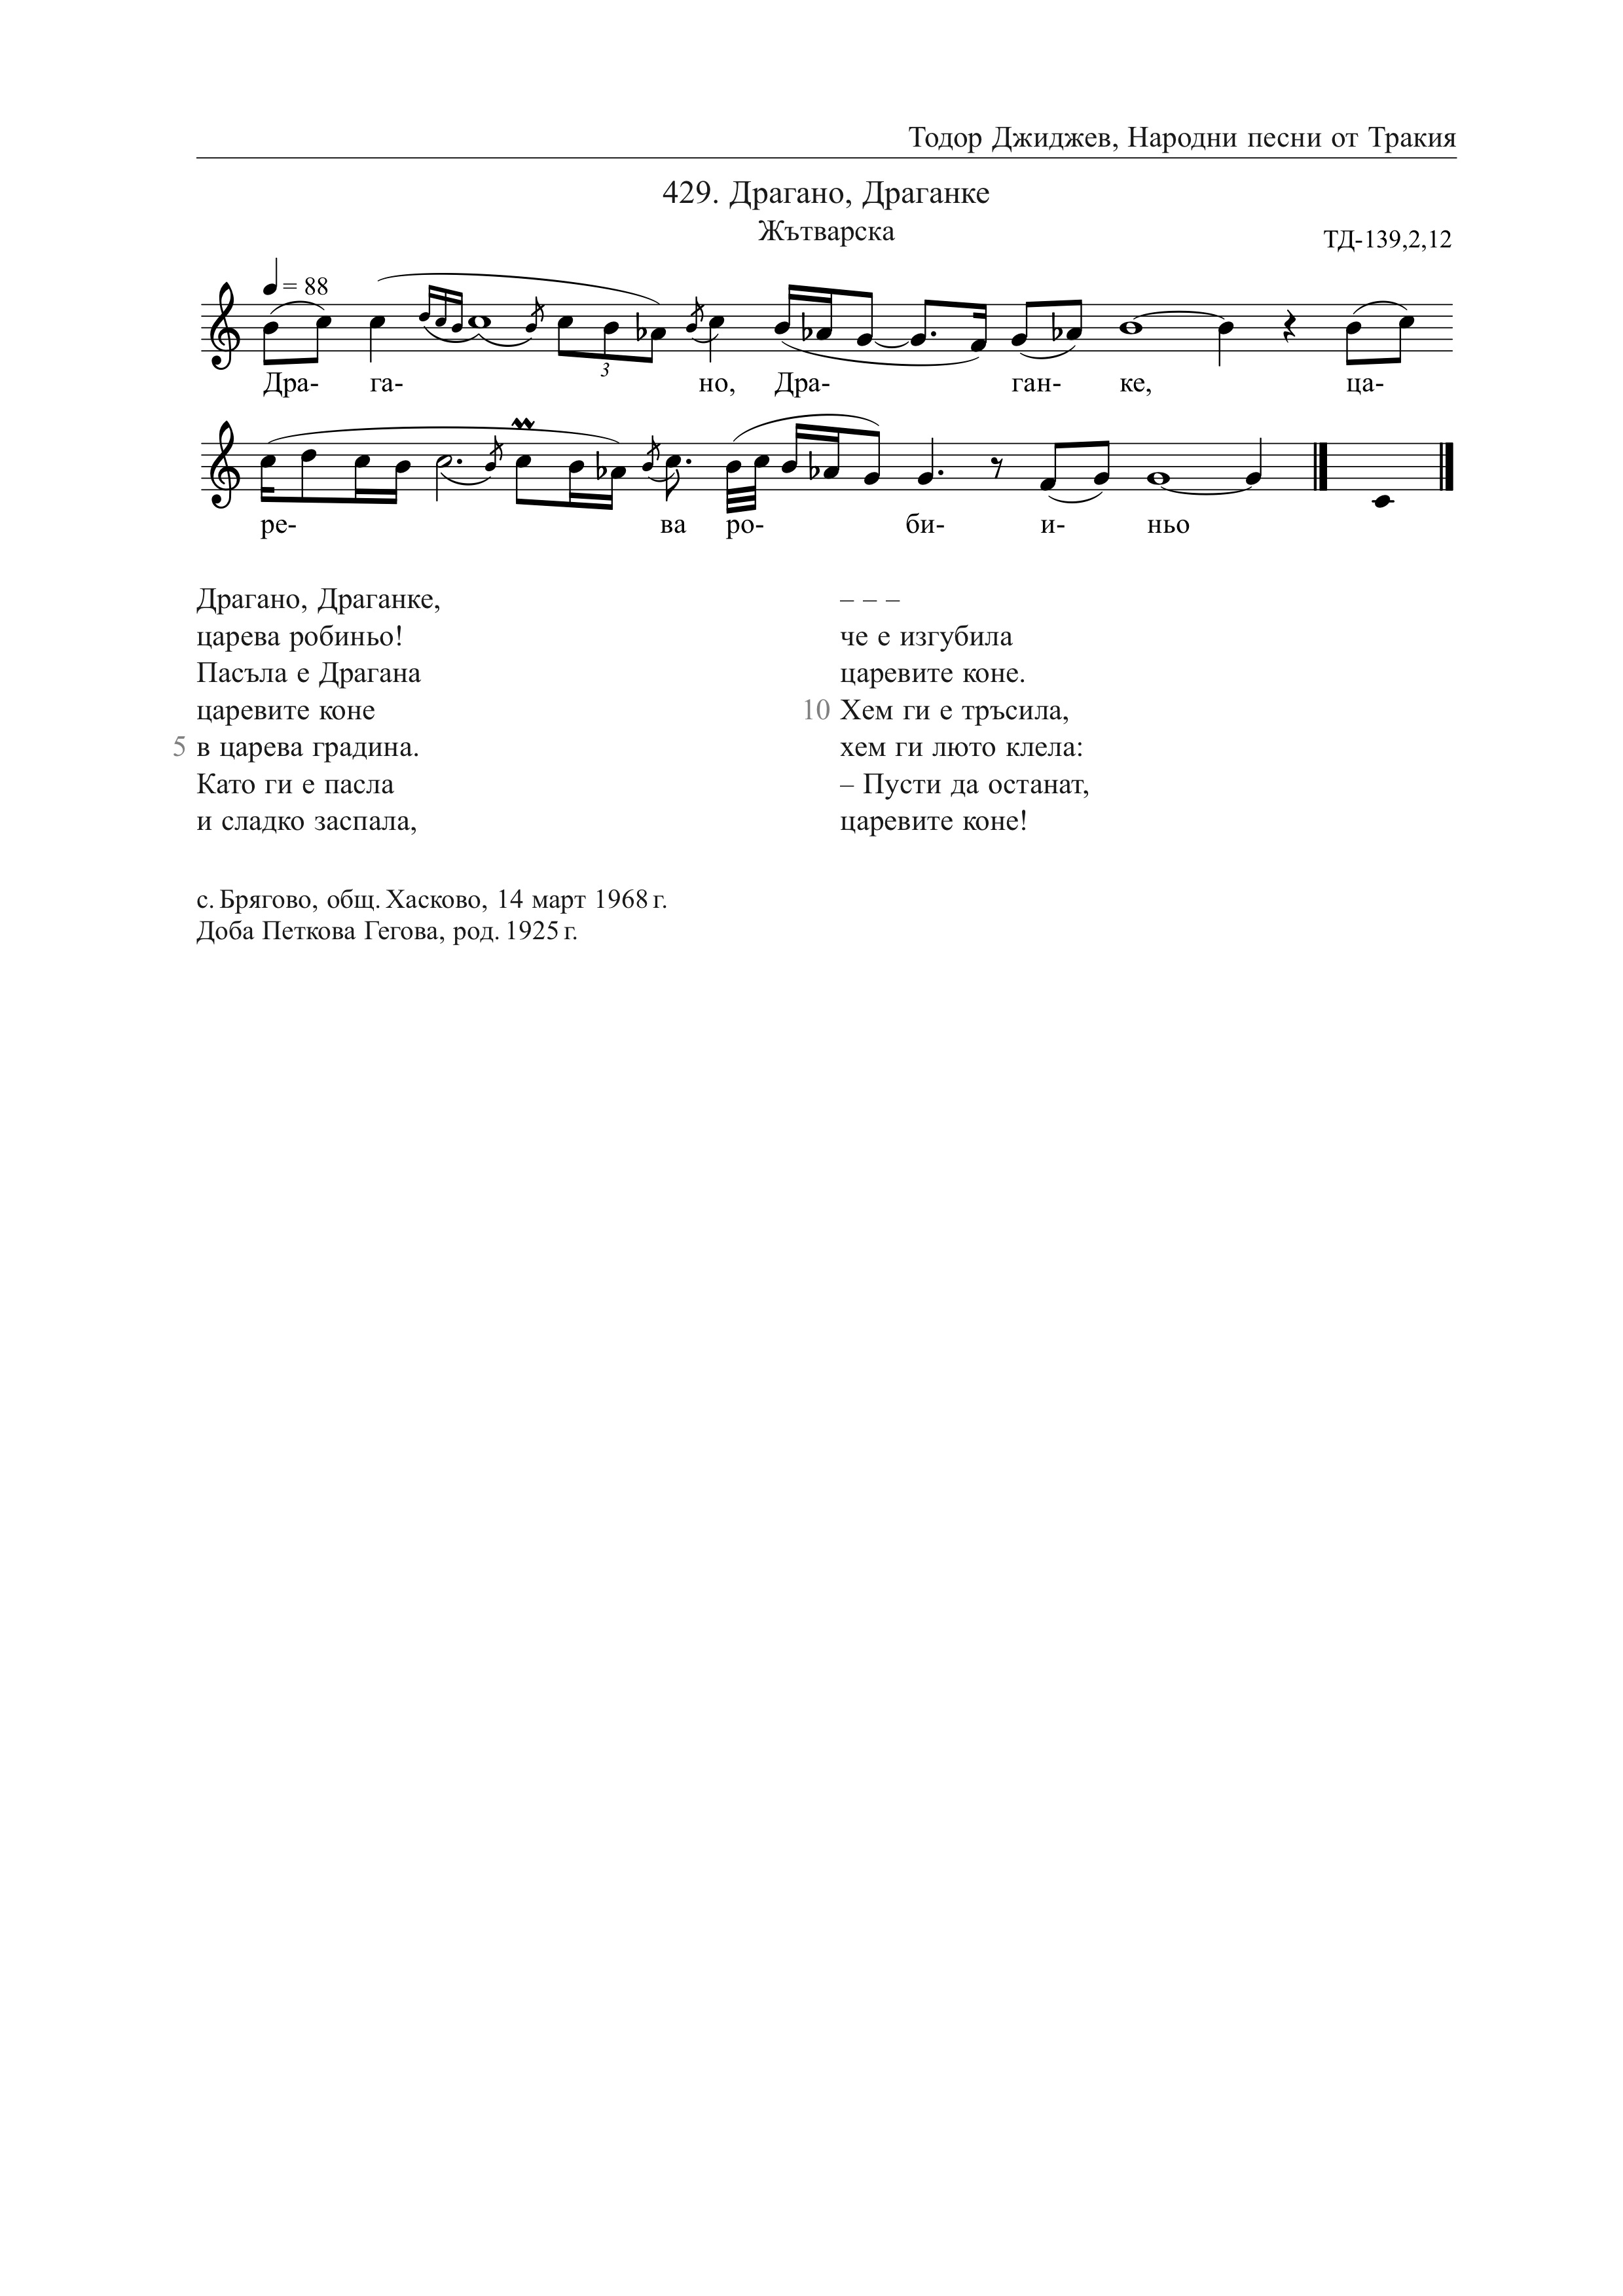 Тодор Джиджев, Народни песни от Тракия
429. Драгано, Драганке
Жътварска
ТД-139,2,12
= 88
3
Дра- га- но, Дра- ган- ке, ца-
ре- ва ро- би- и- ньо
Драгано, Драганке,
царева робиньо!
Пасъла е Драгана
царевите коне
5 в царева градина.
Като ги е пасла
и сладко заспала,
– – –
че е изгубила
царевите коне.
10 Хем ги е тръсила,
хем ги люто клела:
– Пусти да останат,
царевите коне!
с. Брягово, общ. Хасково, 14 март 1968 г.
Доба Петкова Гегова, род. 1925 г.